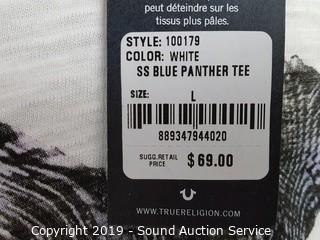 peut déteindre sur les
tissus plus pâles.
STYLE: 100179
COLOR: WHITE
SS BLUE PANTHER TEE
SIZE: L
889347944020
SUGG.RETAIL
PRICE $69.00
WWW.TRUERELIGION.COM
Copyright 2019 - Sound Auction Service